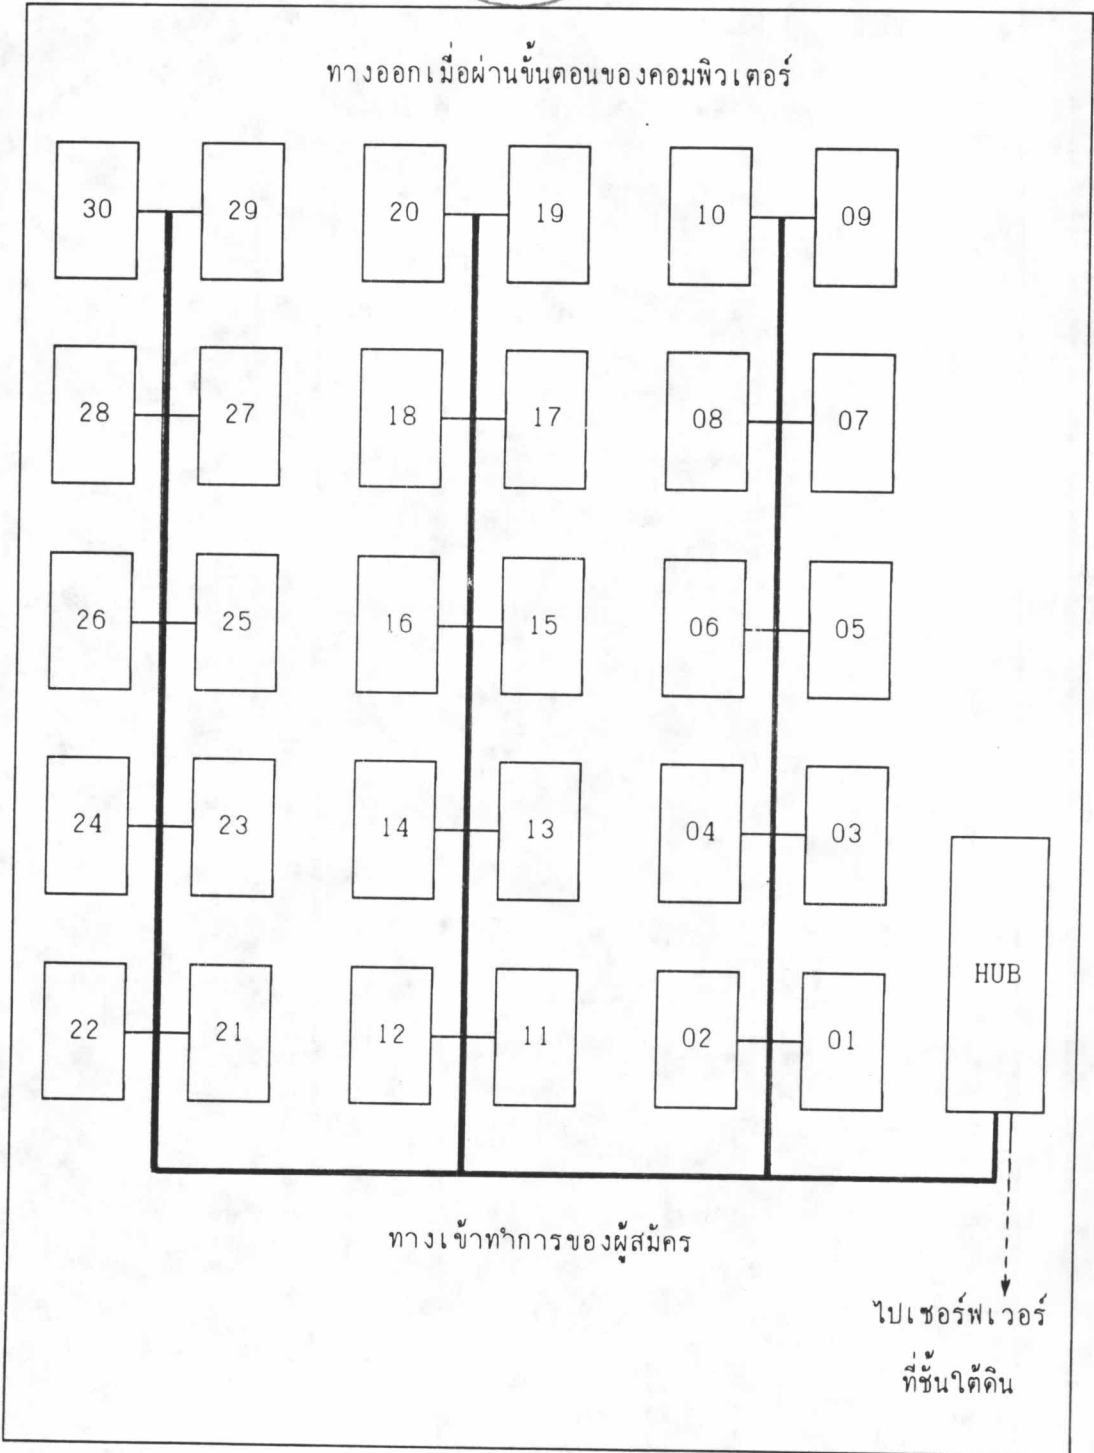 ทางออกเมื่อผ่านขั้นตอนของคอมพิวเตอร์
30 29 20 19 10 09
28 27 18 17 08 07
26 25 16 15 06 05
24 23 14 13 04 03
HUB
22 21 12 11 02 01
ทางเข้าทำการของผู้สมัคร
ไปเซอร์ฟเวอร์
ที่ชั้นใต้ดิน